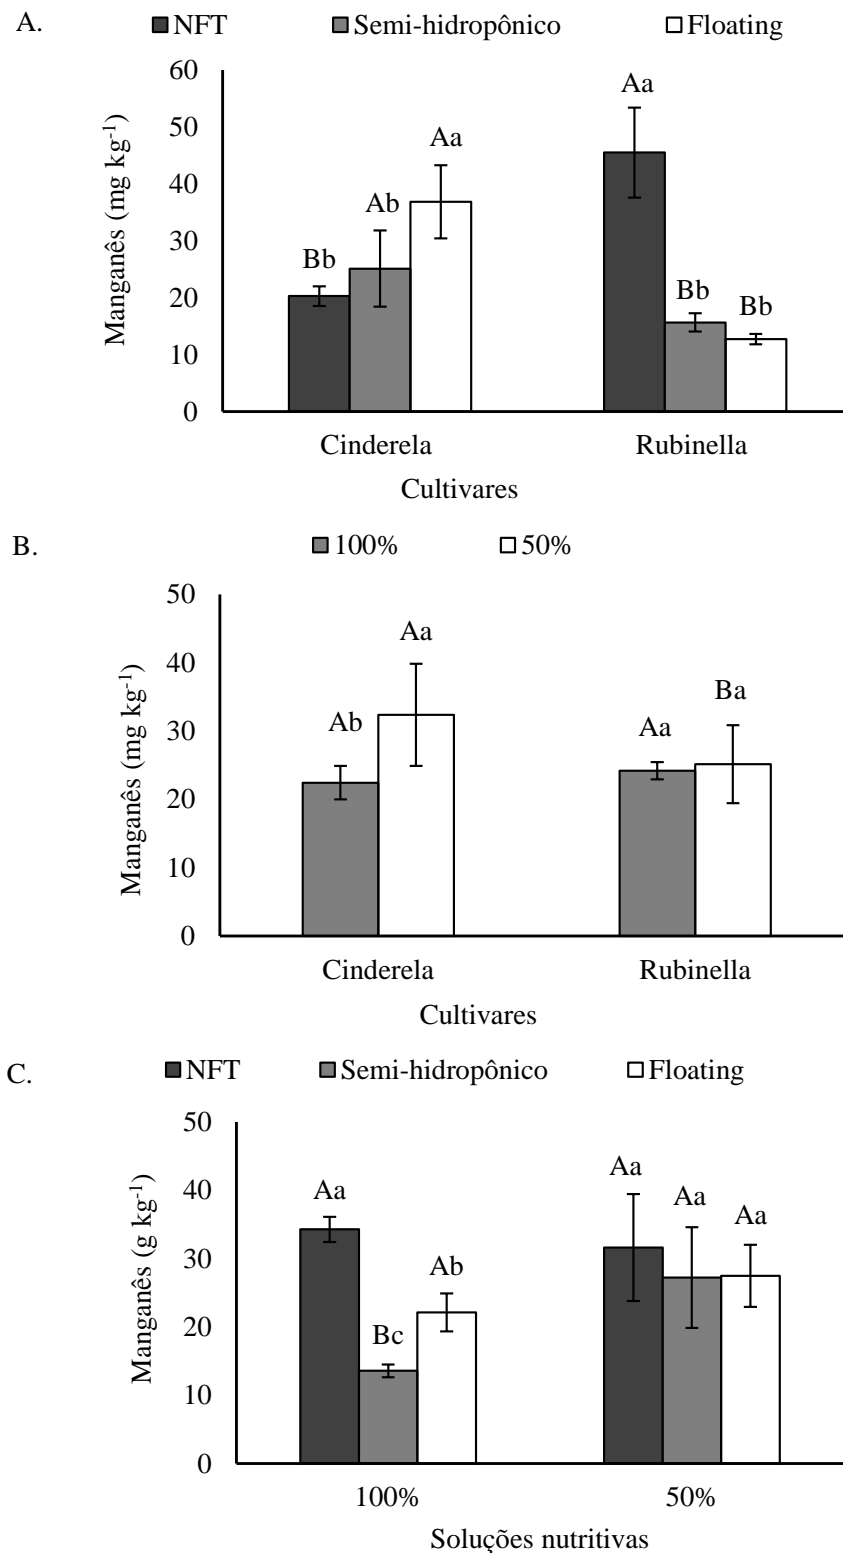 A.
NFT Semi-hidropônico Floating
Manganês (mg kg-1)
60
50
40
30
20
10
0
Bb Ab Aa Aa Bb Bb
Cinderela Rubinella
Cultivares
B.
100% 50%
Manganês (mg kg-1)
50
40
30
20
10
0
Ab Aa Aa Ba
Cinderela Rubinella
Cultivares
C.
NFT Semi-hidropônico Floating
Manganês (g kg-1)
50
40
30
20
10
0
Aa Bc Ab Aa Aa Aa
100% 50%
Soluções nutritivas